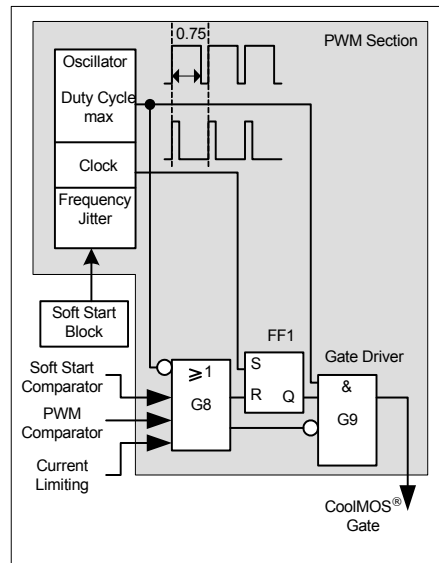 0.75
PWM Section
Oscillator
Duty Cycle
max
Clock
Frequency
Jitter
Soft Start
Block
FF1
Soft Start
Comparator
PWM
Comparator
Current
Limiting
≥1
G8
S
R Q
Gate Driver
&
G9
CoolMOS®
Gate